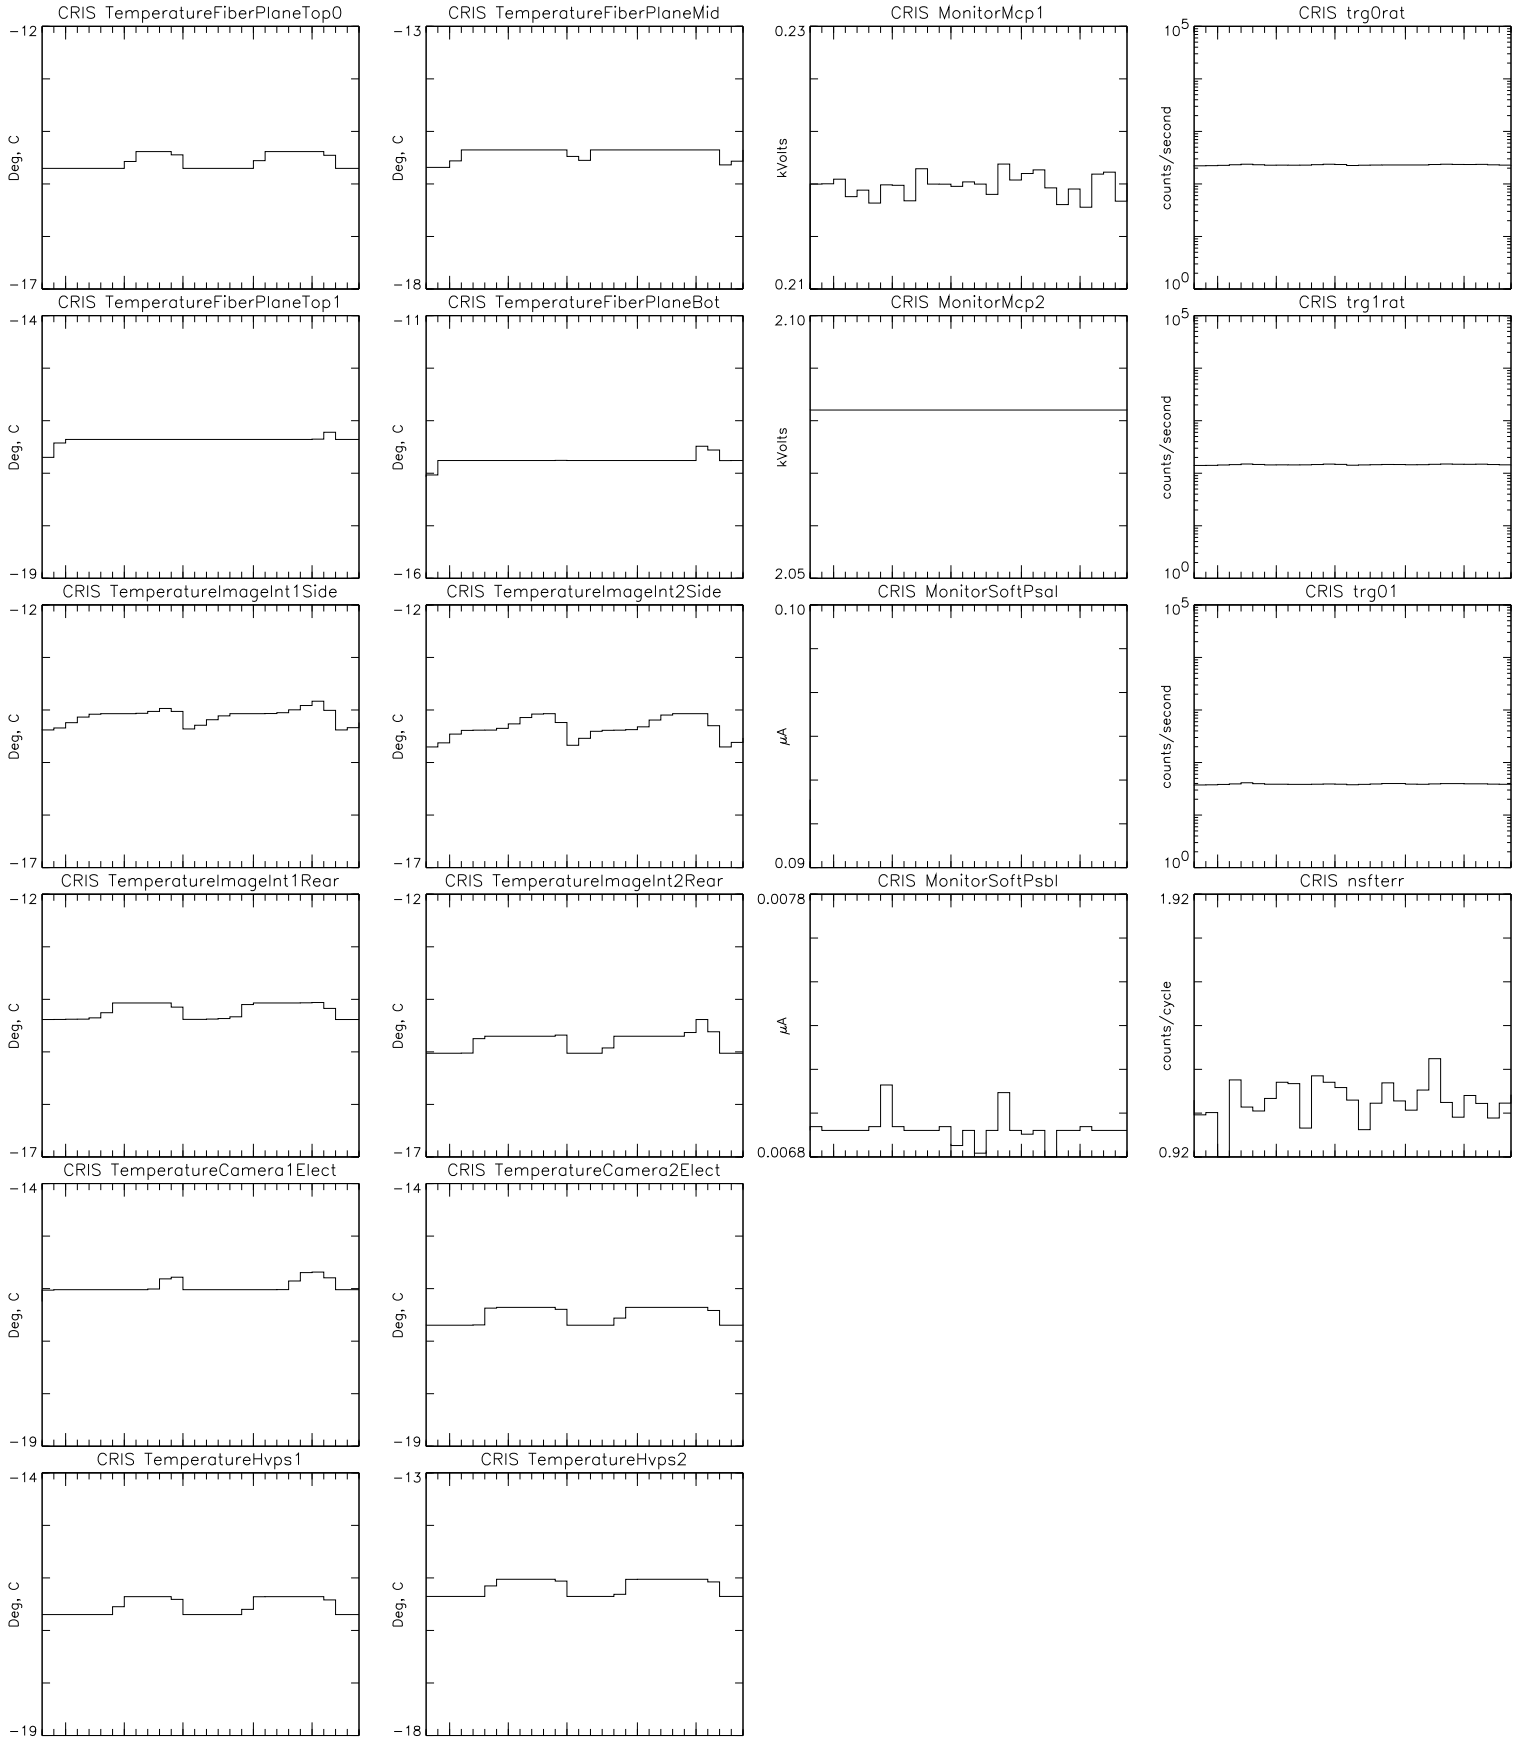 CRIS TemperatureFiberPlaneTop0
-12
Deg, C
-17
CRIS TemperatureFiberPlaneMid
-13
Deg, C
-18
CRIS MonitorMcp1
0.23
kVolts
0.21
CRIS trg0rat
10^5
counts/second
10^0
CRIS TemperatureFiberPlaneTop1
-14
Deg, C
-19
CRIS TemperatureFiberPlaneBot
-11
Deg, C
-16
CRIS MonitorMcp2
2.10
kVolts
2.05
CRIS trg1rat
10^5
counts/second
10^0
CRIS TemperatureImageInt1Side
-12
Deg, C
-17
CRIS TemperatureImageInt2Side
-12
Deg, C
-17
CRIS MonitorSoftPsaI
0.10
μA
0.09
CRIS trg01
10^5
counts/second
10^0
CRIS TemperatureImageInt1Rear
-12
Deg, C
-17
CRIS TemperatureImageInt2Rear
-12
Deg, C
-17
CRIS MonitorSoftPsbI
0.0078
μA
0.0068
CRIS nsfterr
1.92
counts/cycle
0.92
CRIS TemperatureCamera1Elect
-14
Deg, C
-19
CRIS TemperatureCamera2Elect
-14
Deg, C
-19
CRIS TemperatureHvps1
-14
Deg, C
-19
CRIS TemperatureHvps2
-13
Deg, C
-18